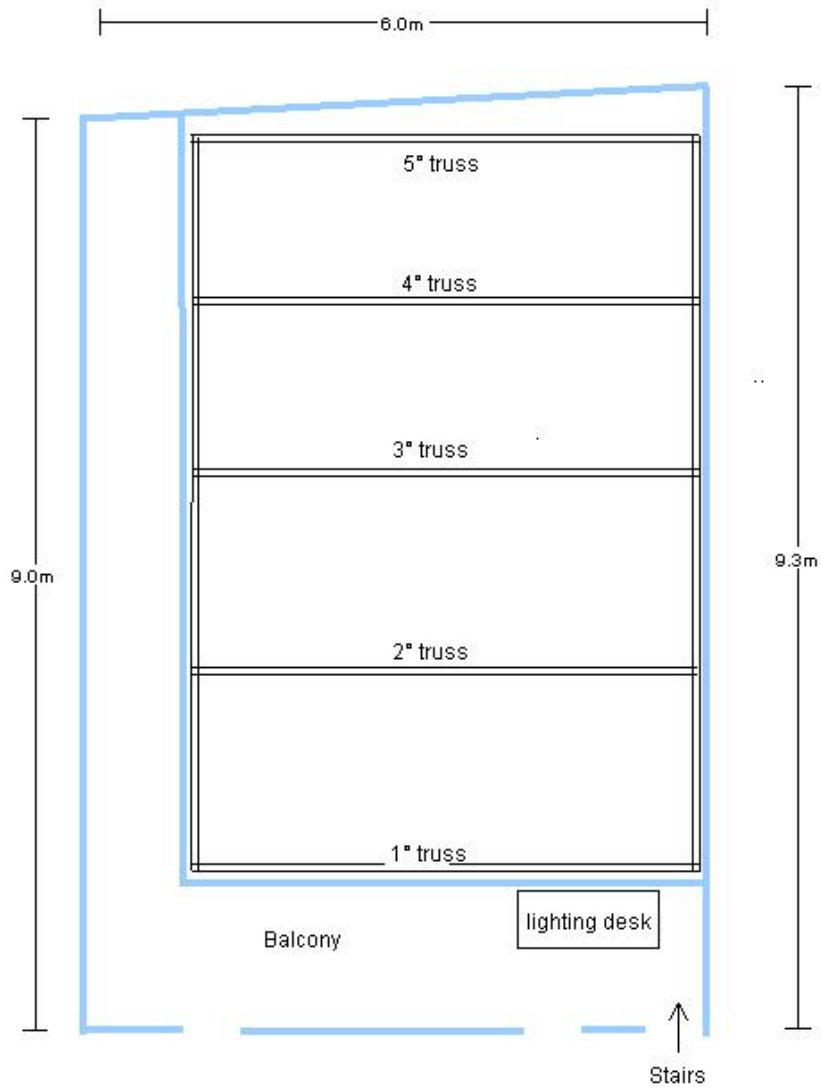 6.0m
5° truss
4° truss
3° truss
9.0m
9.3m
2° truss
1° truss
lighting desk
Balcony
Stairs